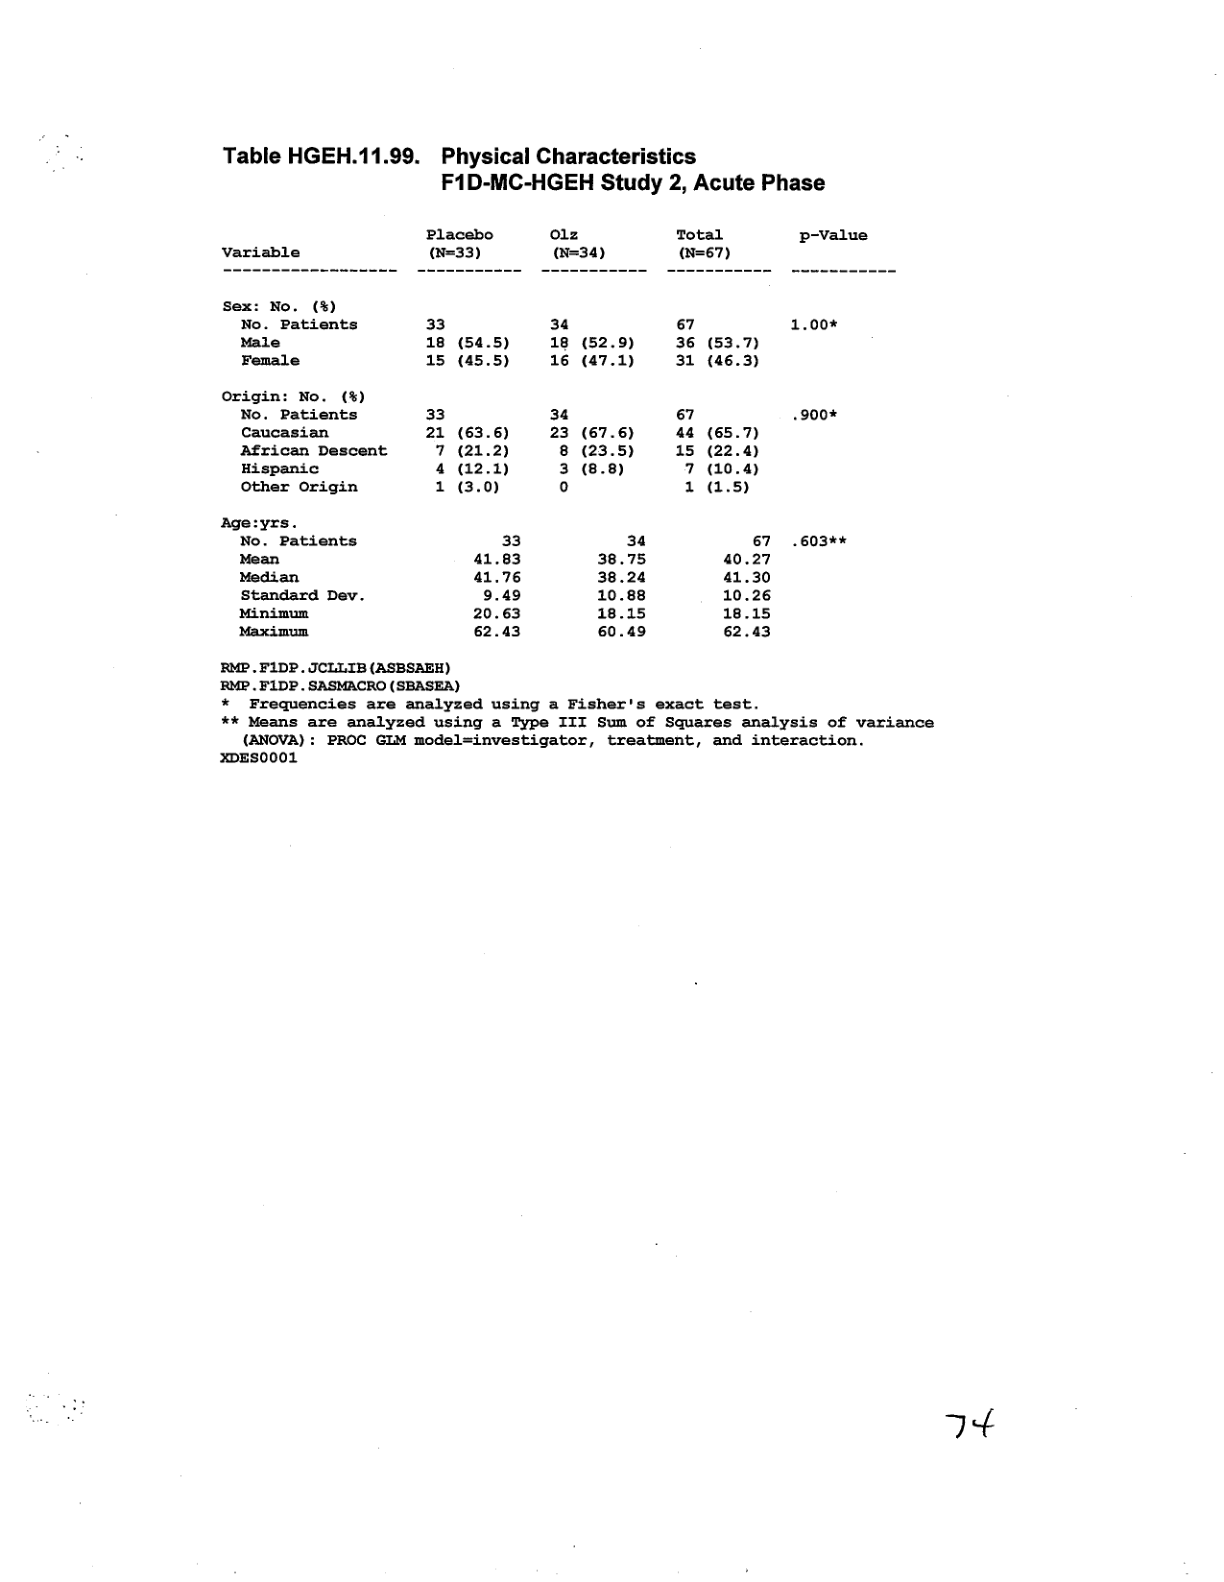 Table HGEH.11.99. Physical Characteristics
F1D-MC-HGEH Study 2, Acute Phase
Placebo Olz Total p-Value
Variable (N=33) (N=34) (N=67)
------------------ ----------- ----------- ----------- -----------
Sex: No. (%)
No. Patients 33 34 67 1.00*
Male 18 (54.5) 18 (52.9) 36 (53.7)
Female 15 (45.5) 16 (47.1) 31 (46.3)
Origin: No. (%)
No. Patients 33 34 67 .900*
Caucasian 21 (63.6) 23 (67.6) 44 (65.7)
African Descent 7 (21.2) 8 (23.5) 15 (22.4)
Hispanic 4 (12.1) 3 (8.8) 7 (10.4)
Other Origin 1 (3.0) 0 1 (1.5)
Age:yrs.
No. Patients 33 34 67 .603**
Mean 41.83 38.75 40.27
Median 41.76 38.24 41.30
Standard Dev. 9.49 10.88 10.26
Minimum 20.63 18.15 18.15
Maximum 62.43 60.49 62.43
RMP.F1DP.JCLLIB(ASBSAEH)
RMP.F1DP.SASMACRO(SBASEA)
* Frequencies are analyzed using a Fisher's exact test.
** Means are analyzed using a Type III Sum of Squares analysis of variance
(ANOVA): PROC GLM model=investigator, treatment, and interaction.
XDES0001
74